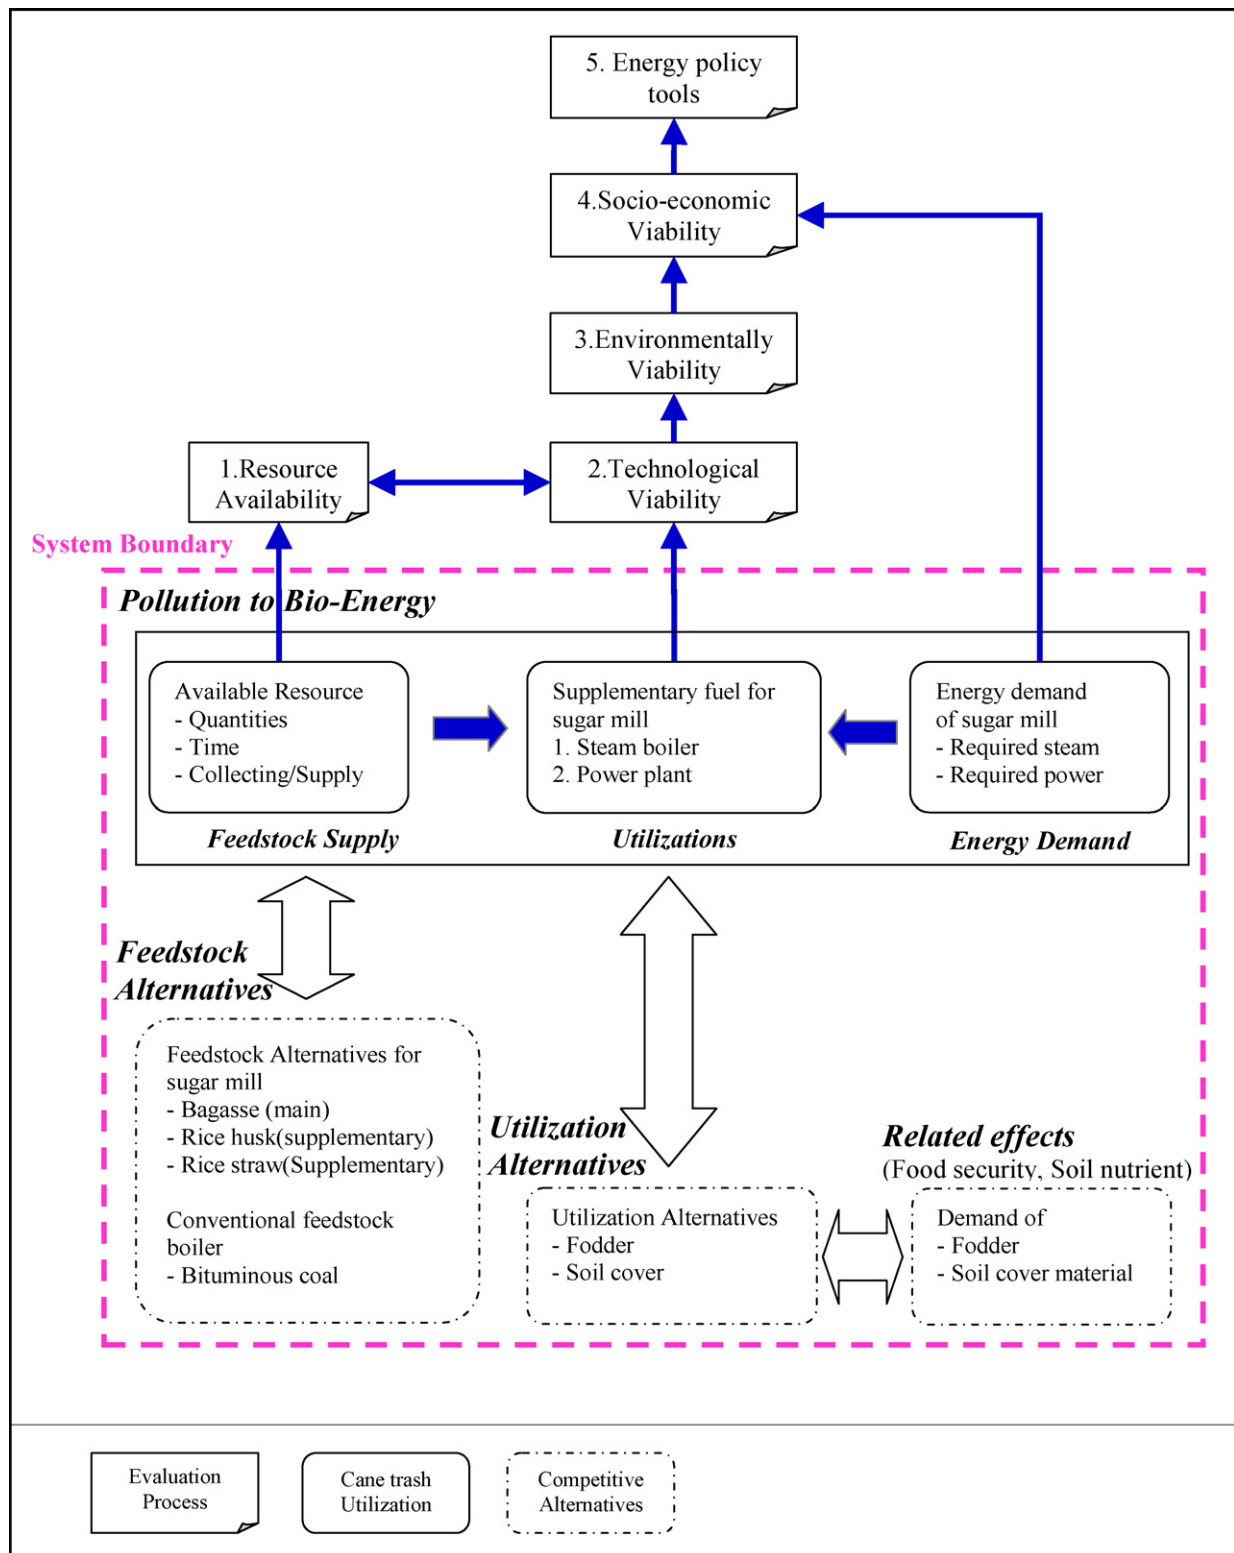 5. Energy policy
tools
4.Socio-economic
Viability
3.Environmentally
Viability
1.Resource
Availability
2.Technological
Viability
System Boundary
Pollution to Bio-Energy
Available Resource
- Quantities
- Time
- Collecting/Supply
Supplementary fuel for
sugar mill
1. Steam boiler
2. Power plant
Energy demand
of sugar mill
- Required steam
- Required power
Feedstock Supply
Utilizations
Energy Demand
Feedstock
Alternatives
Feedstock Alternatives for
sugar mill
- Bagasse (main)
- Rice husk(supplementary)
- Rice straw(Supplementary)
Conventional feedstock
boiler
- Bituminous coal
Utilization
Alternatives
Utilization Alternatives
- Fodder
- Soil cover
Related effects
(Food security, Soil nutrient)
Demand of
- Fodder
- Soil cover material
Evaluation
Process
Cane trash
Utilization
Competitive
Alternatives